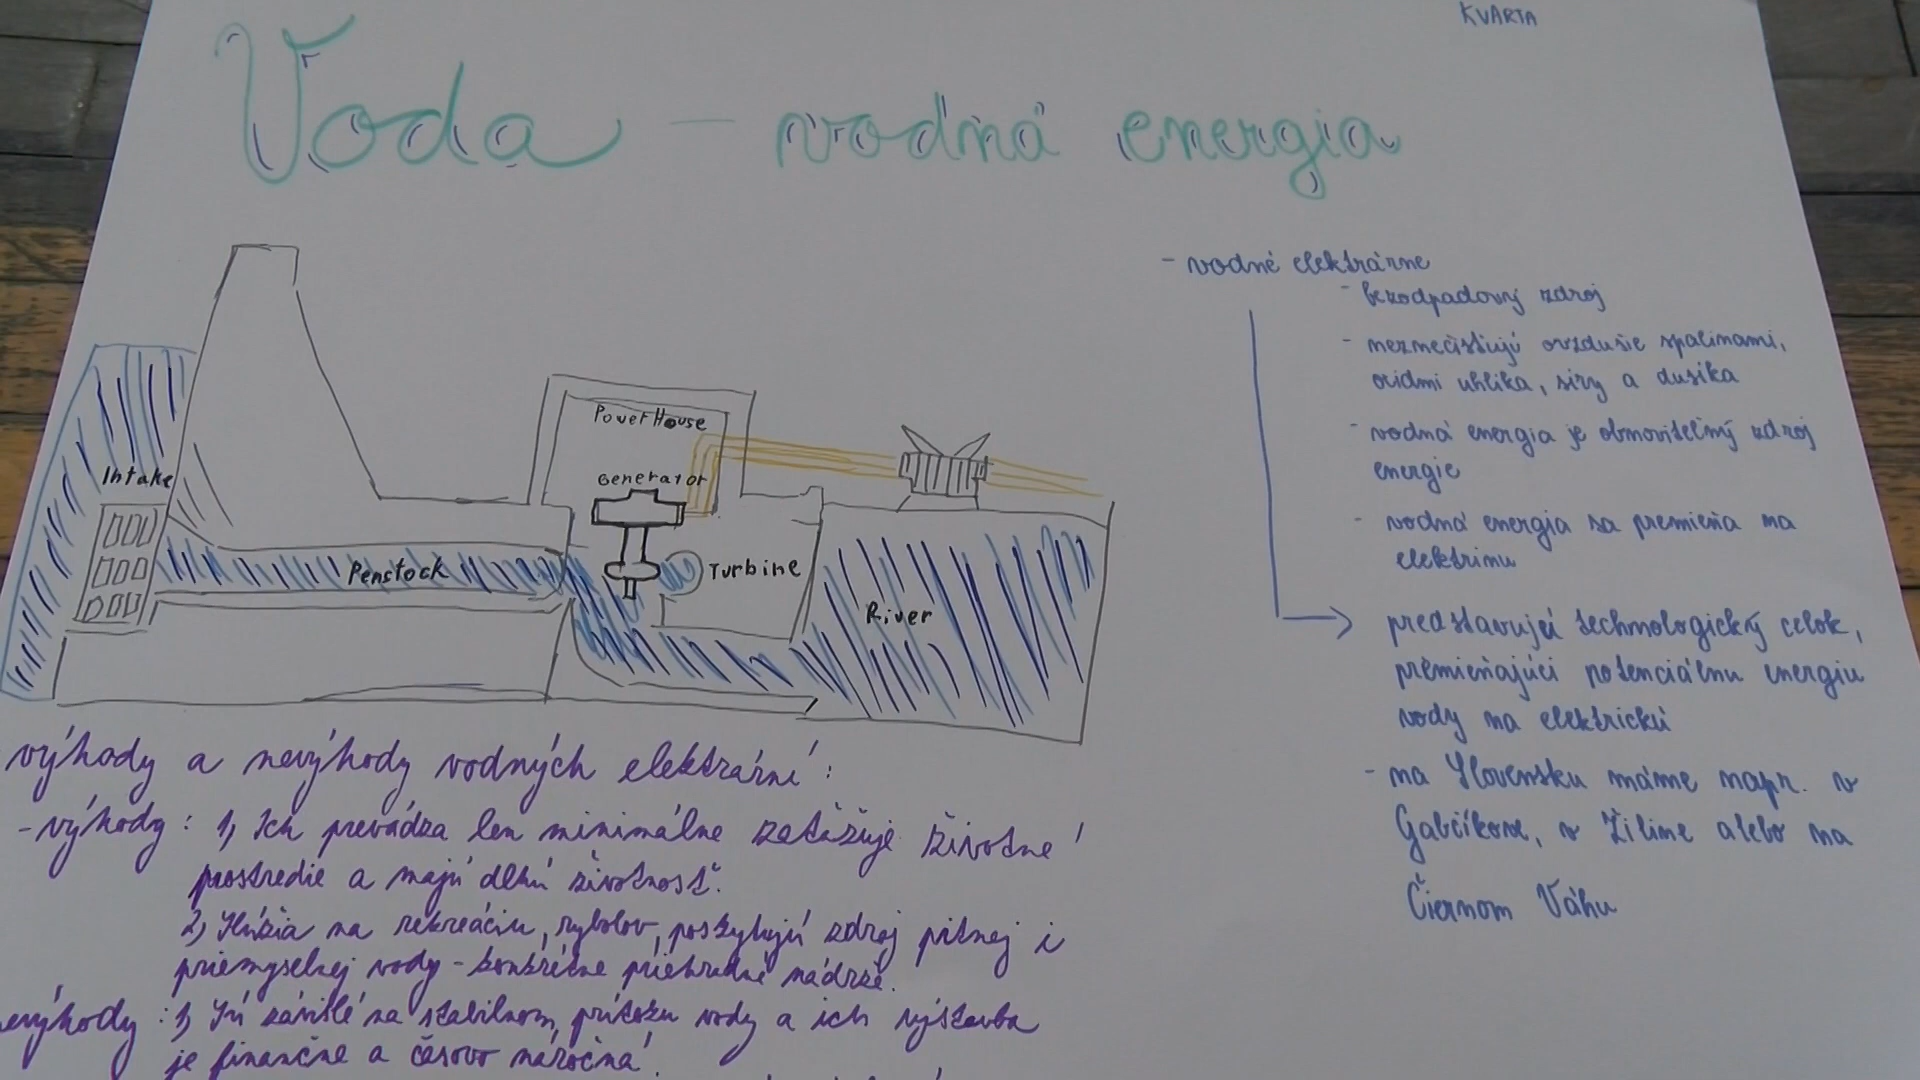 KVARTA
Voda - vodná energia
- vodné elektrárne
- bezodpadový zdroj
- neznečisťujú ovzdušie spalinami,
oxidmi uhlíka, síry a dusíka
- vodná energia je obnoviteľný zdroj
energie
- vodná energia sa premieňa na
elektrinu
predstavujú technologický celok,
premieňajúci potenciálnu energiu
vody na elektrickú
- na Slovensku máme napr. v
Gabčíkove, v Žiline alebo na
Čiernom Váhu
Intake
Penstock
PowerHouse
Generator
Turbine
River
výhody a nevýhody vodných elektrární:
- výhody: 1, Ich prevádza len minimálne zaťažuje životné
prostredie a majú dlhú životnosť.
2, Slúžia na rekreáciu, rybolov, poskytujú zdroj pitnej i
priemyselnej vody - konkrétne priehradné nádrže.
nevýhody: 1, Sú závislé na stabilnom prítoku vody a ich výstavba
je finančne a časovo náročná.